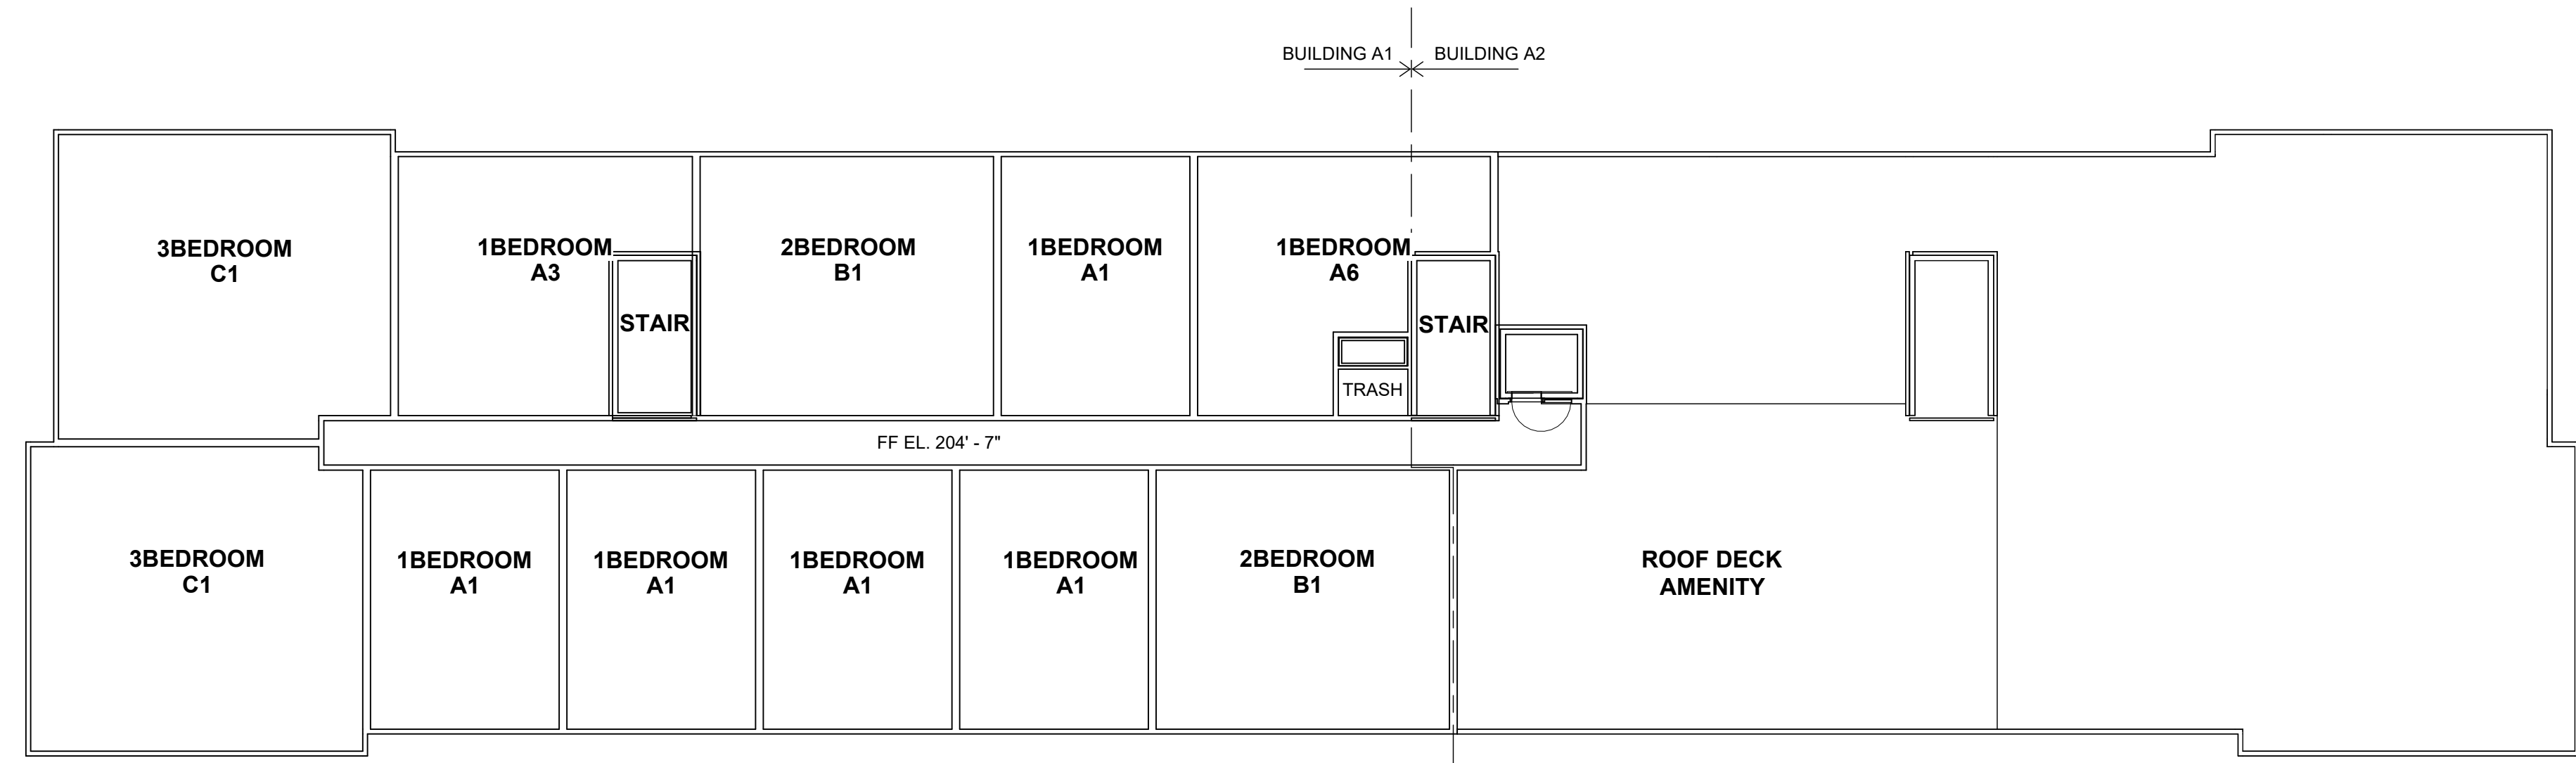 BUILDING A1
BUILDING A2
3BEDROOM
C1
1BEDROOM
A3
2BEDROOM
B1
1BEDROOM
A1
1BEDROOM
A6
STAIR
STAIR
TRASH
FF EL. 204' - 7"
3BEDROOM
C1
1BEDROOM
A1
1BEDROOM
A1
1BEDROOM
A1
1BEDROOM
A1
2BEDROOM
B1
ROOF DECK
AMENITY